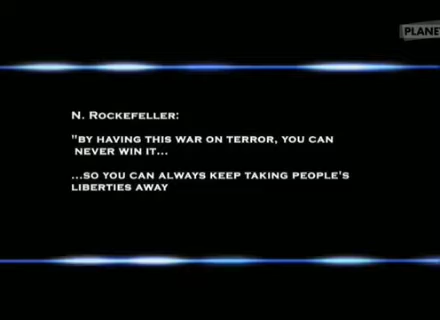 PLANE
N. ROCKEFELLER:
"BY HAVING THIS WAR ON TERROR, YOU CAN
NEVER WIN IT...
...SO YOU CAN ALWAYS KEEP TAKING PEOPLE'S
LIBERTIES AWAY